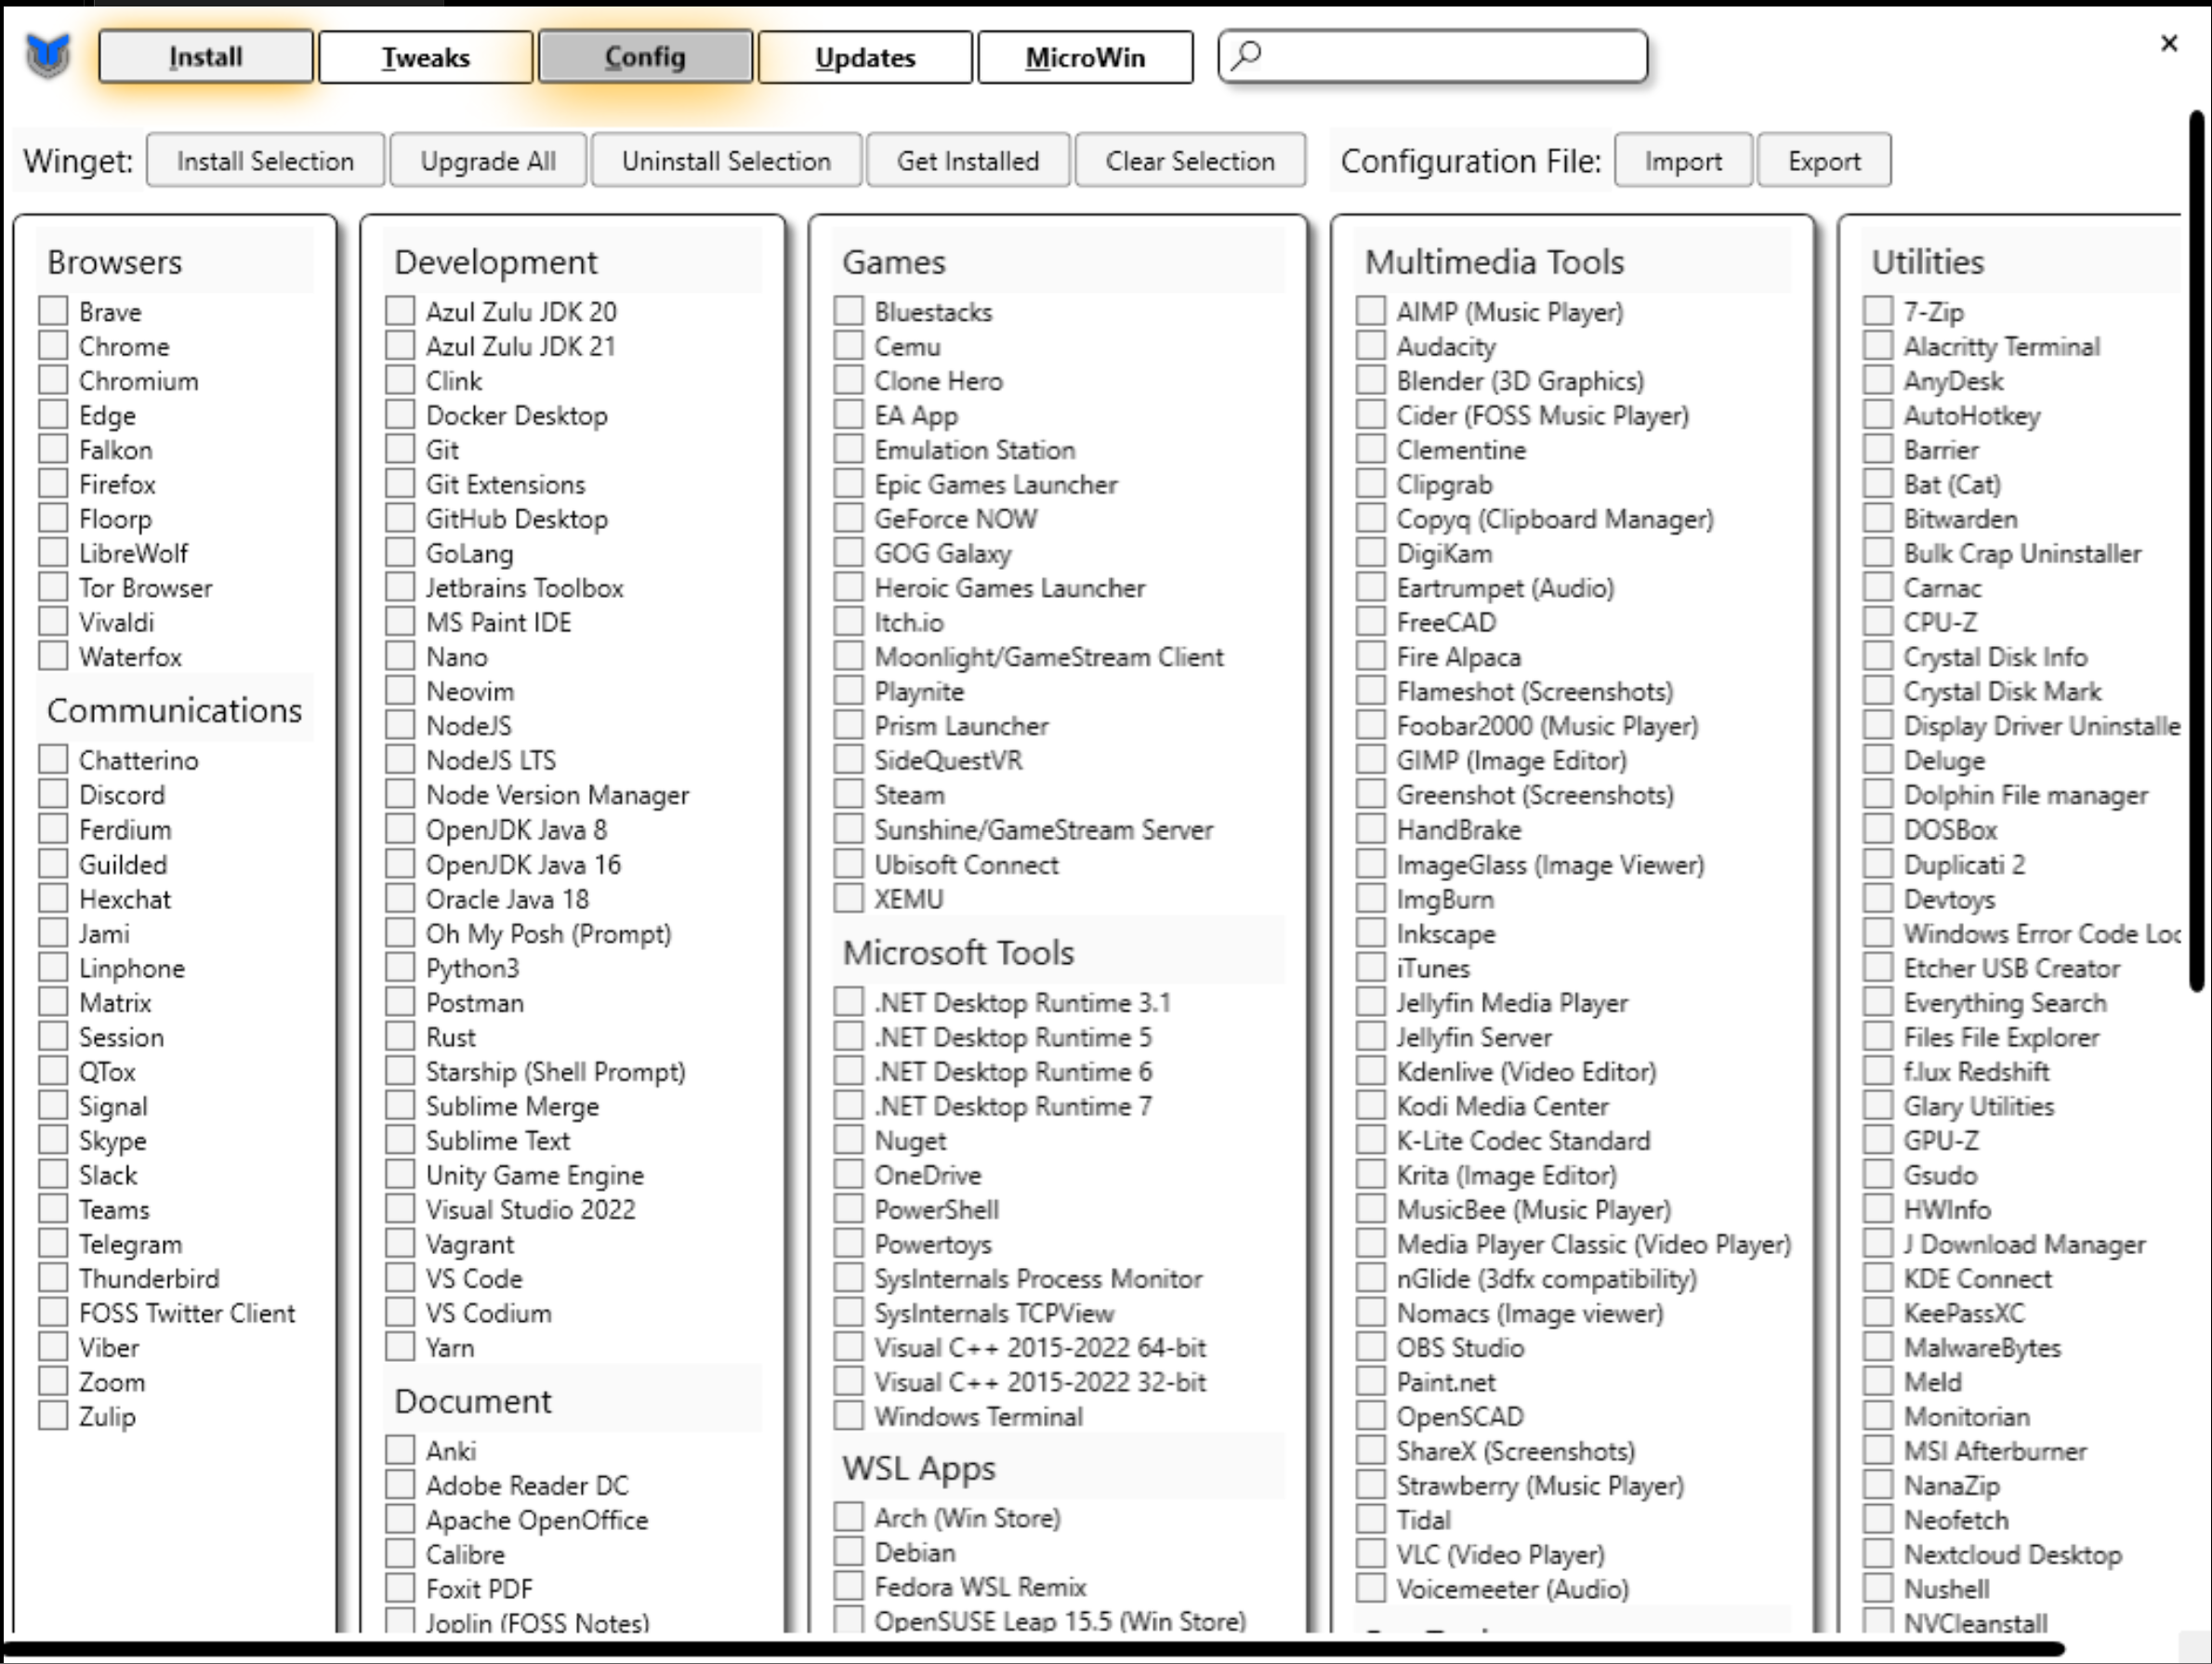 Install
Tweaks
Config
Updates
MicroWin
×
Winget:
Install Selection
Upgrade All
Uninstall Selection
Get Installed
Clear Selection
Configuration File:
Import
Export
Browsers
Brave
Chrome
Chromium
Edge
Falkon
Firefox
Floorp
LibreWolf
Tor Browser
Vivaldi
Waterfox
Communications
Chatterino
Discord
Ferdium
Guilded
Hexchat
Jami
Linphone
Matrix
Session
QTox
Signal
Skype
Slack
Teams
Telegram
Thunderbird
FOSS Twitter Client
Viber
Zoom
Zulip
Development
Azul Zulu JDK 20
Azul Zulu JDK 21
Clink
Docker Desktop
Git
Git Extensions
GitHub Desktop
GoLang
Jetbrains Toolbox
MS Paint IDE
Nano
Neovim
NodeJS
NodeJS LTS
Node Version Manager
OpenJDK Java 8
OpenJDK Java 16
Oracle Java 18
Oh My Posh (Prompt)
Python3
Postman
Rust
Starship (Shell Prompt)
Sublime Merge
Sublime Text
Unity Game Engine
Visual Studio 2022
Vagrant
VS Code
VS Codium
Yarn
Document
Anki
Adobe Reader DC
Apache OpenOffice
Calibre
Foxit PDF
Joplin (FOSS Notes)
Games
Bluestacks
Cemu
Clone Hero
EA App
Emulation Station
Epic Games Launcher
GeForce NOW
GOG Galaxy
Heroic Games Launcher
Itch.io
Moonlight/GameStream Client
Playnite
Prism Launcher
SideQuestVR
Steam
Sunshine/GameStream Server
Ubisoft Connect
XEMU
Microsoft Tools
.NET Desktop Runtime 3.1
.NET Desktop Runtime 5
.NET Desktop Runtime 6
.NET Desktop Runtime 7
Nuget
OneDrive
PowerShell
Powertoys
SysInternals Process Monitor
SysInternals TCPView
Visual C++ 2015-2022 64-bit
Visual C++ 2015-2022 32-bit
Windows Terminal
WSL Apps
Arch (Win Store)
Debian
Fedora WSL Remix
OpenSUSE Leap 15.5 (Win Store)
Multimedia Tools
AIMP (Music Player)
Audacity
Blender (3D Graphics)
Cider (FOSS Music Player)
Clementine
Clipgrab
Copyq (Clipboard Manager)
DigiKam
Eartrumpet (Audio)
FreeCAD
Fire Alpaca
Flameshot (Screenshots)
Foobar2000 (Music Player)
GIMP (Image Editor)
Greenshot (Screenshots)
HandBrake
ImageGlass (Image Viewer)
ImgBurn
Inkscape
iTunes
Jellyfin Media Player
Jellyfin Server
Kdenlive (Video Editor)
Kodi Media Center
K-Lite Codec Standard
Krita (Image Editor)
MusicBee (Music Player)
Media Player Classic (Video Player)
nGlide (3dfx compatibility)
Nomacs (Image viewer)
OBS Studio
Paint.net
OpenSCAD
ShareX (Screenshots)
Strawberry (Music Player)
Tidal
VLC (Video Player)
Voicemeeter (Audio)
Utilities
7-Zip
Alacritty Terminal
AnyDesk
AutoHotkey
Barrier
Bat (Cat)
Bitwarden
Bulk Crap Uninstaller
Carnac
CPU-Z
Crystal Disk Info
Crystal Disk Mark
Display Driver Uninstalle
Deluge
Dolphin File manager
DOSBox
Duplicati 2
Devtoys
Windows Error Code Loc
Etcher USB Creator
Everything Search
Files File Explorer
f.lux Redshift
Glary Utilities
GPU-Z
Gsudo
HWInfo
J Download Manager
KDE Connect
KeePassXC
MalwareBytes
Meld
Monitorian
MSI Afterburner
NanaZip
Neofetch
Nextcloud Desktop
Nushell
NVCleanstall